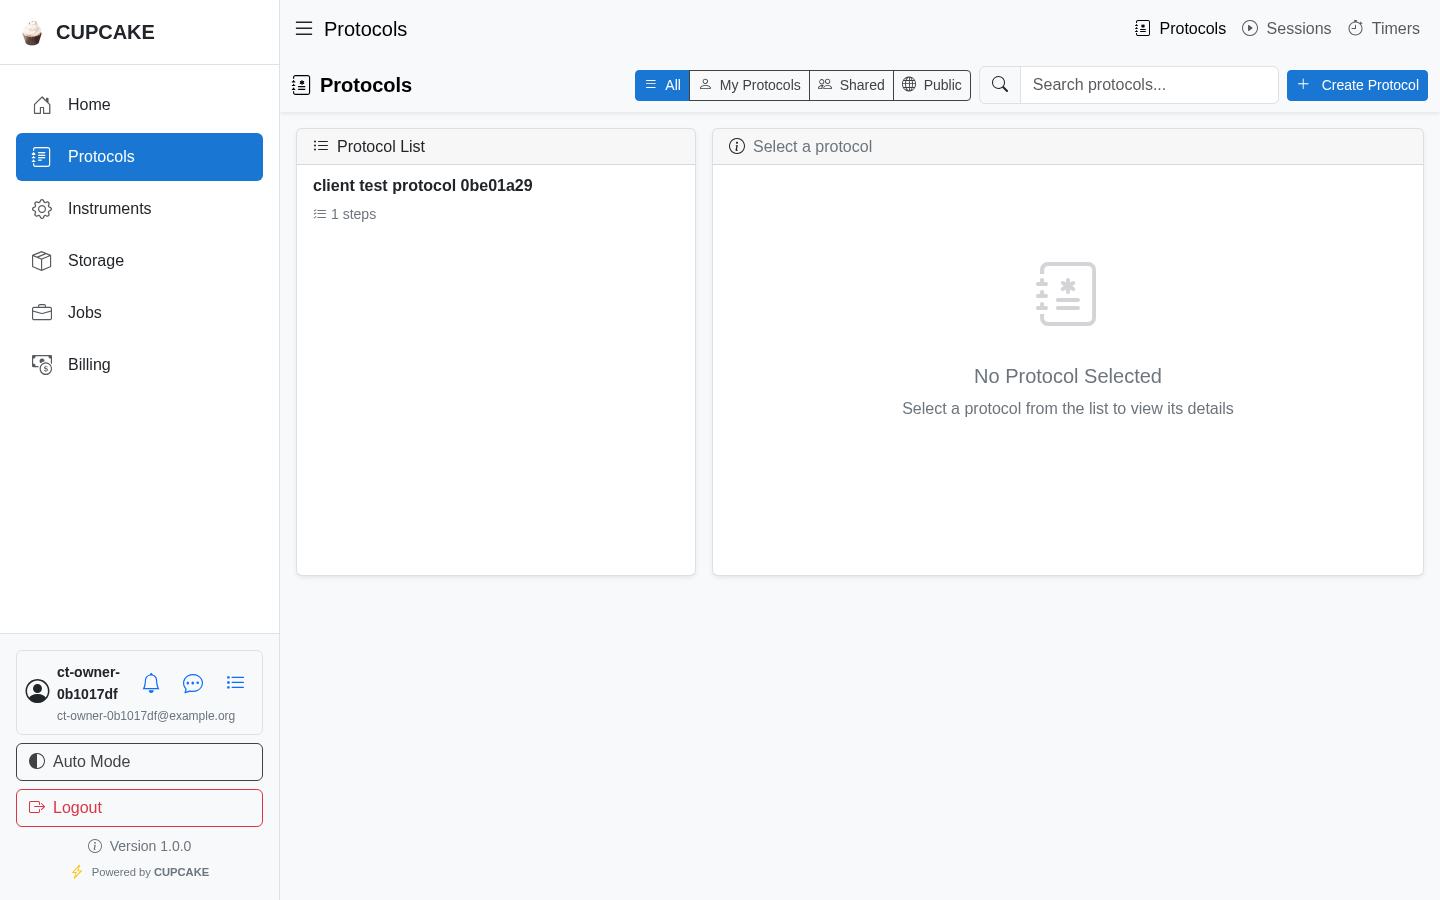 CUPCAKE
Protocols
Protocols
Sessions
Timers
Home
Protocols
Instruments
Storage
Jobs
Billing
Protocols
All
My Protocols
Shared
Public
Search protocols...
Create Protocol
Protocol List
client test protocol 0be01a29
1 steps
Select a protocol
No Protocol Selected
Select a protocol from the list to view its details
ct-owner-
0b1017df
ct-owner-0b1017df@example.org
Auto Mode
Logout
Version 1.0.0
Powered by CUPCAKE